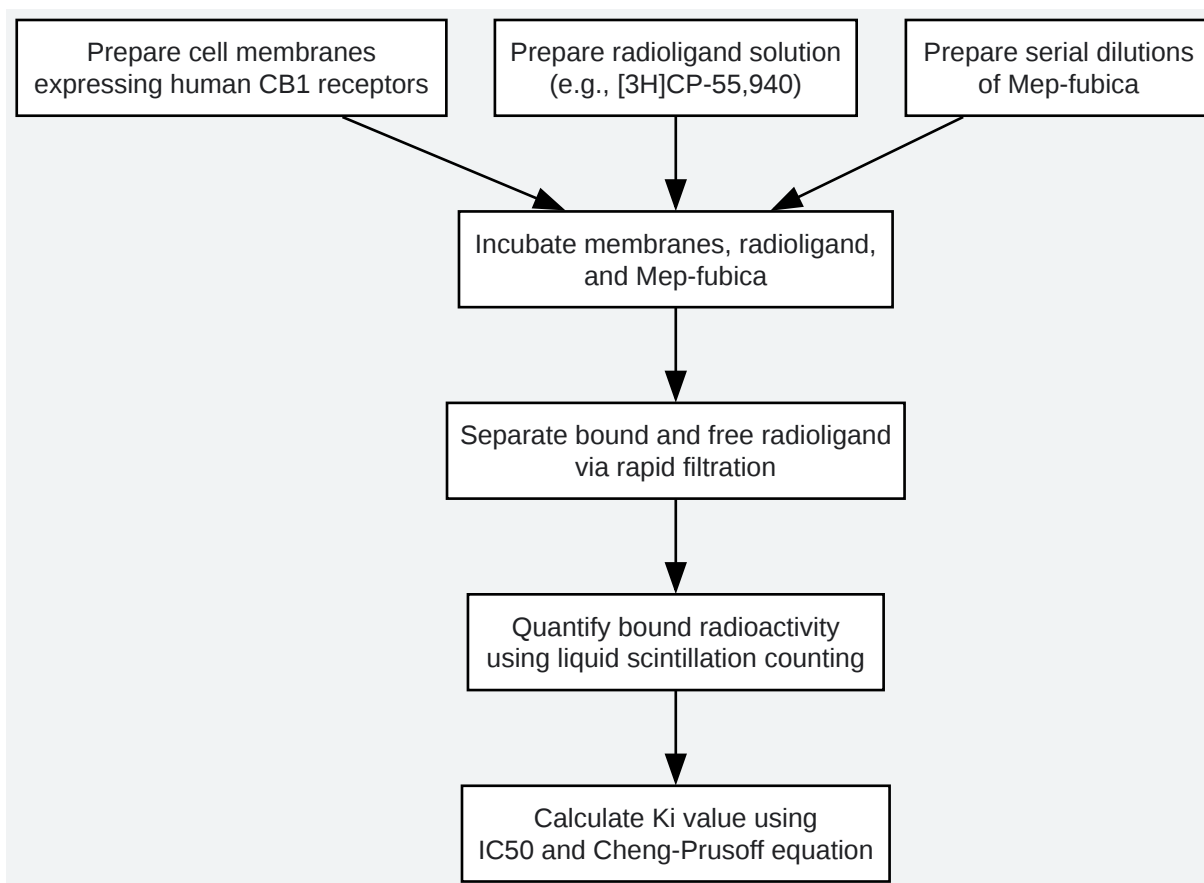 Prepare cell membranes
expressing human CB1 receptors
Prepare radioligand solution
(e.g., [3H]CP-55,940)
Prepare serial dilutions
of Mep-fubica
Incubate membranes, radioligand,
and Mep-fubica
Separate bound and free radioligand
via rapid filtration
Quantify bound radioactivity
using liquid scintillation counting
Calculate Ki value using
IC50 and Cheng-Prusoff equation